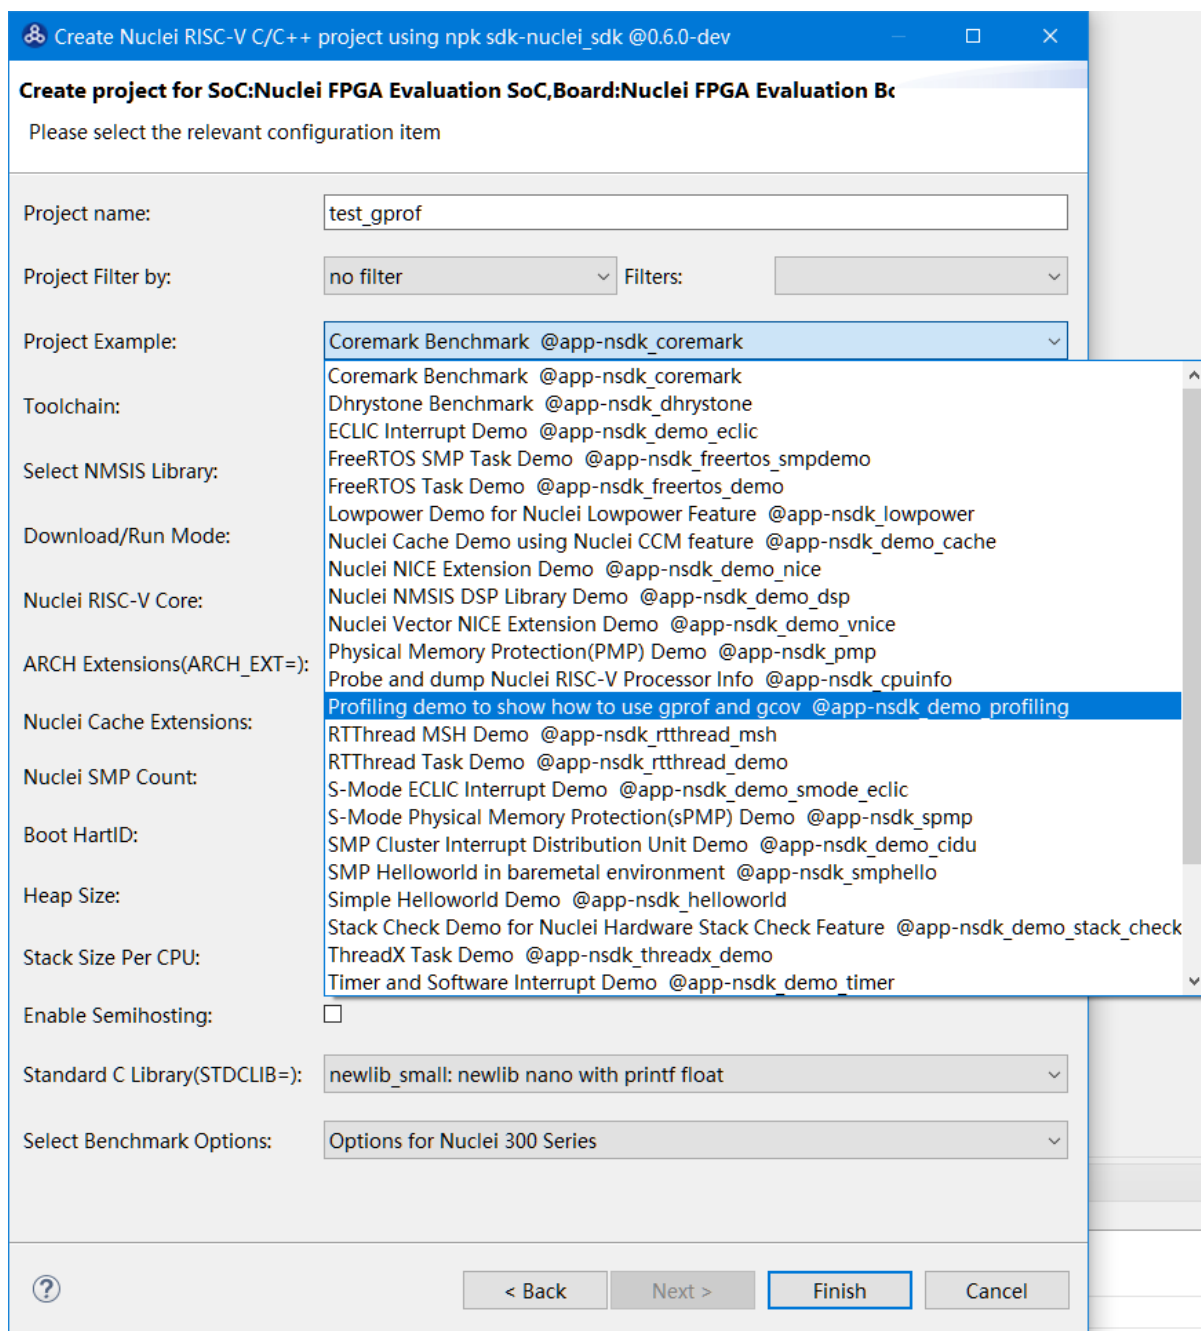 Create Nuclei RISC-V C/C++ project using npk sdk-nuclei_sdk @0.6.0-dev
Create project for SoC:Nuclei FPGA Evaluation SoC,Board:Nuclei FPGA Evaluation
Please select the relevant configuration item
Project name: test_gprof
Project Filter by: no filter Filters:
Project Example: Coremark Benchmark @app-nsdk_coremark
Coremark Benchmark @app-nsdk_coremark
Toolchain: Dhrystone Benchmark @app-nsdk_dhrystone
ECLIC Interrupt Demo @app-nsdk_demo_eclic
Select NMSIS Library: FreeRTOS SMP Task Demo @app-nsdk_freertos_smpdemo
FreeRTOS Task Demo @app-nsdk_freertos_demo
Lowpower Demo for Nuclei Lowpower Feature @app-nsdk_lowpower
Download/Run Mode: Nuclei Cache Demo using Nuclei CCM feature @app-nsdk_demo_cache
Nuclei NICE Extension Demo @app-nsdk_demo_nice
Nuclei RISC-V Core: Nuclei NMSIS DSP Library Demo @app-nsdk_demo_dsp
Nuclei Vector NICE Extension Demo @app-nsdk_demo_vnice
ARCH Extensions(ARCH_EXT=): Physical Memory Protection(PMP) Demo @app-nsdk_pmp
Probe and dump Nuclei RISC-V Processor Info @app-nsdk_cpuinfo
Nuclei Cache Extensions: Profiling demo to show how to use gprof and gcov @app-nsdk_demo_profiling
RTThread MSH Demo @app-nsdk_rtthread_msh
Nuclei SMP Count: RTThread Task Demo @app-nsdk_rtthread_demo
S-Mode ECLIC Interrupt Demo @app-nsdk_demo_smode_eclic
S-Mode Physical Memory Protection(sPMP) Demo @app-nsdk_spmp
Boot HartID: SMP Cluster Interrupt Distribution Unit Demo @app-nsdk_demo_cidu
SMP Helloworld in baremetal environment @app-nsdk_smphello
Heap Size: Simple Helloworld Demo @app-nsdk_helloworld
Stack Check Demo for Nuclei Hardware Stack Check Feature @app-nsdk_demo_stack_check
Stack Size Per CPU: ThreadX Task Demo @app-nsdk_threadx_demo
Timer and Software Interrupt Demo @app-nsdk_demo_timer
Enable Semihosting:
Standard C Library(STDCLIB=): newlib_small: newlib nano with printf float
Select Benchmark Options: Options for Nuclei 300 Series
? < Back Next > Finish Cancel